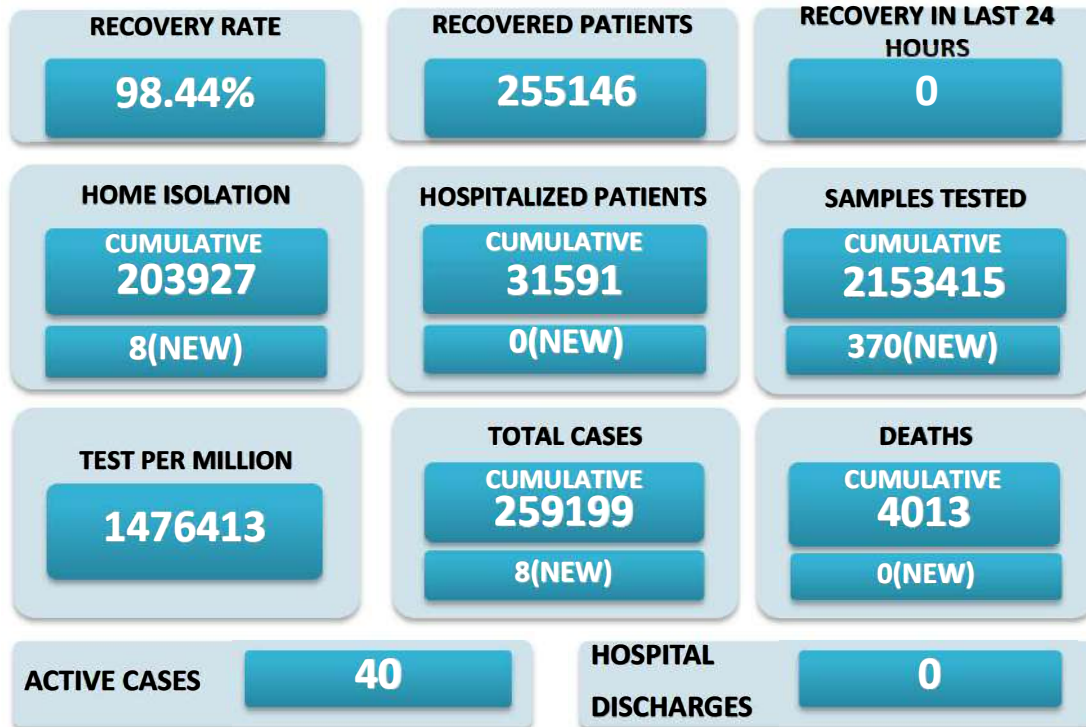 RECOVERY RATE
98.44%
RECOVERED PATIENTS
255146
RECOVERY IN LAST 24
HOURS
0
HOME ISOLATION
CUMULATIVE
203927
8(NEW)
HOSPITALIZED PATIENTS
CUMULATIVE
31591
0(NEW)
SAMPLES TESTED
CUMULATIVE
2153415
370(NEW)
TEST PER MILLION
1476413
TOTAL CASES
CUMULATIVE
259199
8(NEW)
DEATHS
CUMULATIVE
4013
0(NEW)
ACTIVE CASES
40
HOSPITAL
DISCHARGES
0